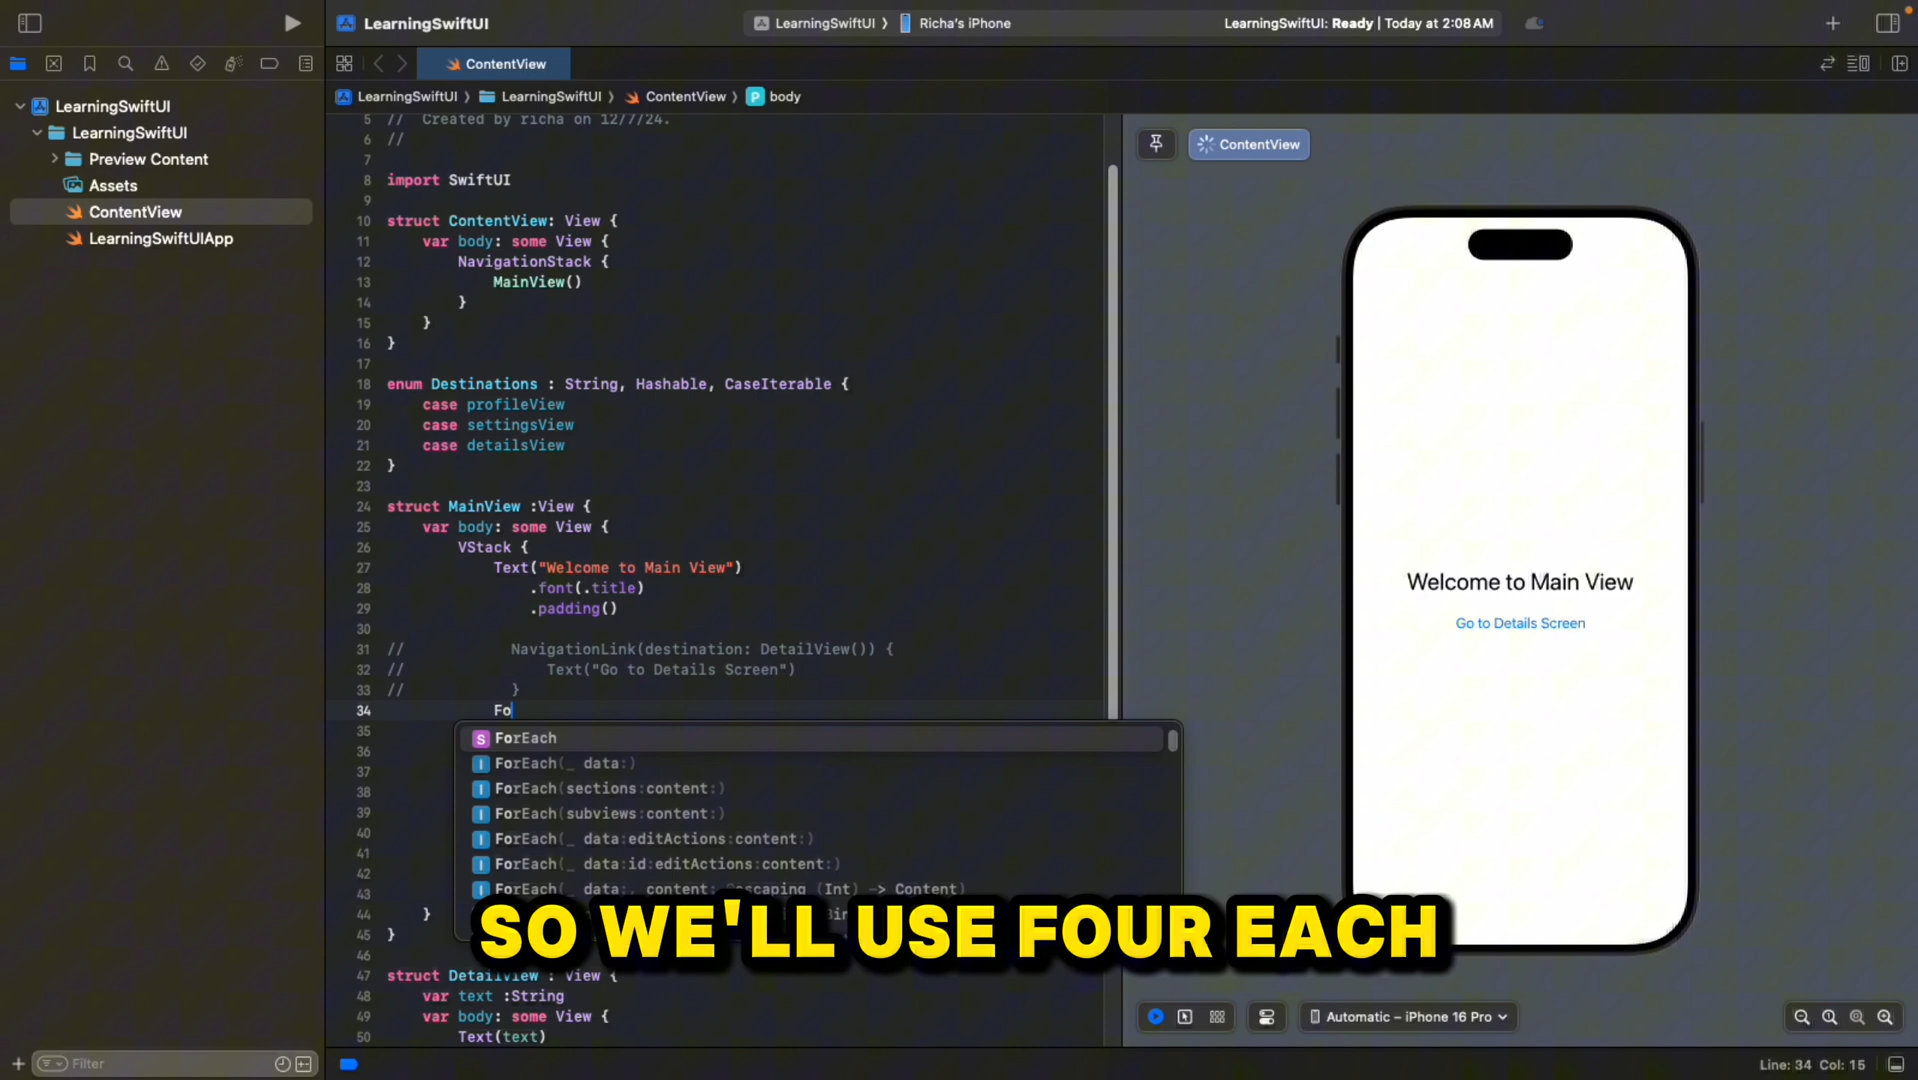 LearningSwiftUI
LearningSwiftUI 〉 Richa's iPhone
LearningSwiftUI: Ready | Today at 2:08 AM
ContentView
LearningSwiftUI 〉 LearningSwiftUI 〉 ContentView 〉 P body
LearningSwiftUI
LearningSwiftUI
Preview Content
Assets
ContentView
LearningSwiftUIApp
5 //  Created by richa on 12/7/24.
6 //
7
8 import SwiftUI
9
10 struct ContentView: View {
11 var body: some View {
12 NavigationStack {
13 MainView()
14 }
15 }
16 }
17
18 enum Destinations : String, Hashable, CaseIterable {
19 case profileView
20 case settingsView
21 case detailsView
22 }
23
24 struct MainView :View {
25 var body: some View {
26 VStack {
27 Text("Welcome to Main View")
28 .font(.title)
29 .padding()
30
31 // NavigationLink(destination: DetailView()) {
32 // Text("Go to Details Screen")
33 // }
34 Fo
35
36
37
38
39
40
41
42
43
44 }
45 }
46
47 struct DetailView :View {
48 var text :String
49 var body: some View {
50 Text(text)
S ForEach
I ForEach(_ data:)
I ForEach(sections:content:)
I ForEach(subviews:content:)
I ForEach(_ data:editActions:content:)
I ForEach(_ data:id:editActions:content:)
I ForEach(_ data:, content: @escaping (Int) -> Content)
SO WE'LL USE FOUR EACH
ContentView
Welcome to Main View
Go to Details Screen
Automatic – iPhone 16 Pro
Filter
Line: 34 Col: 15